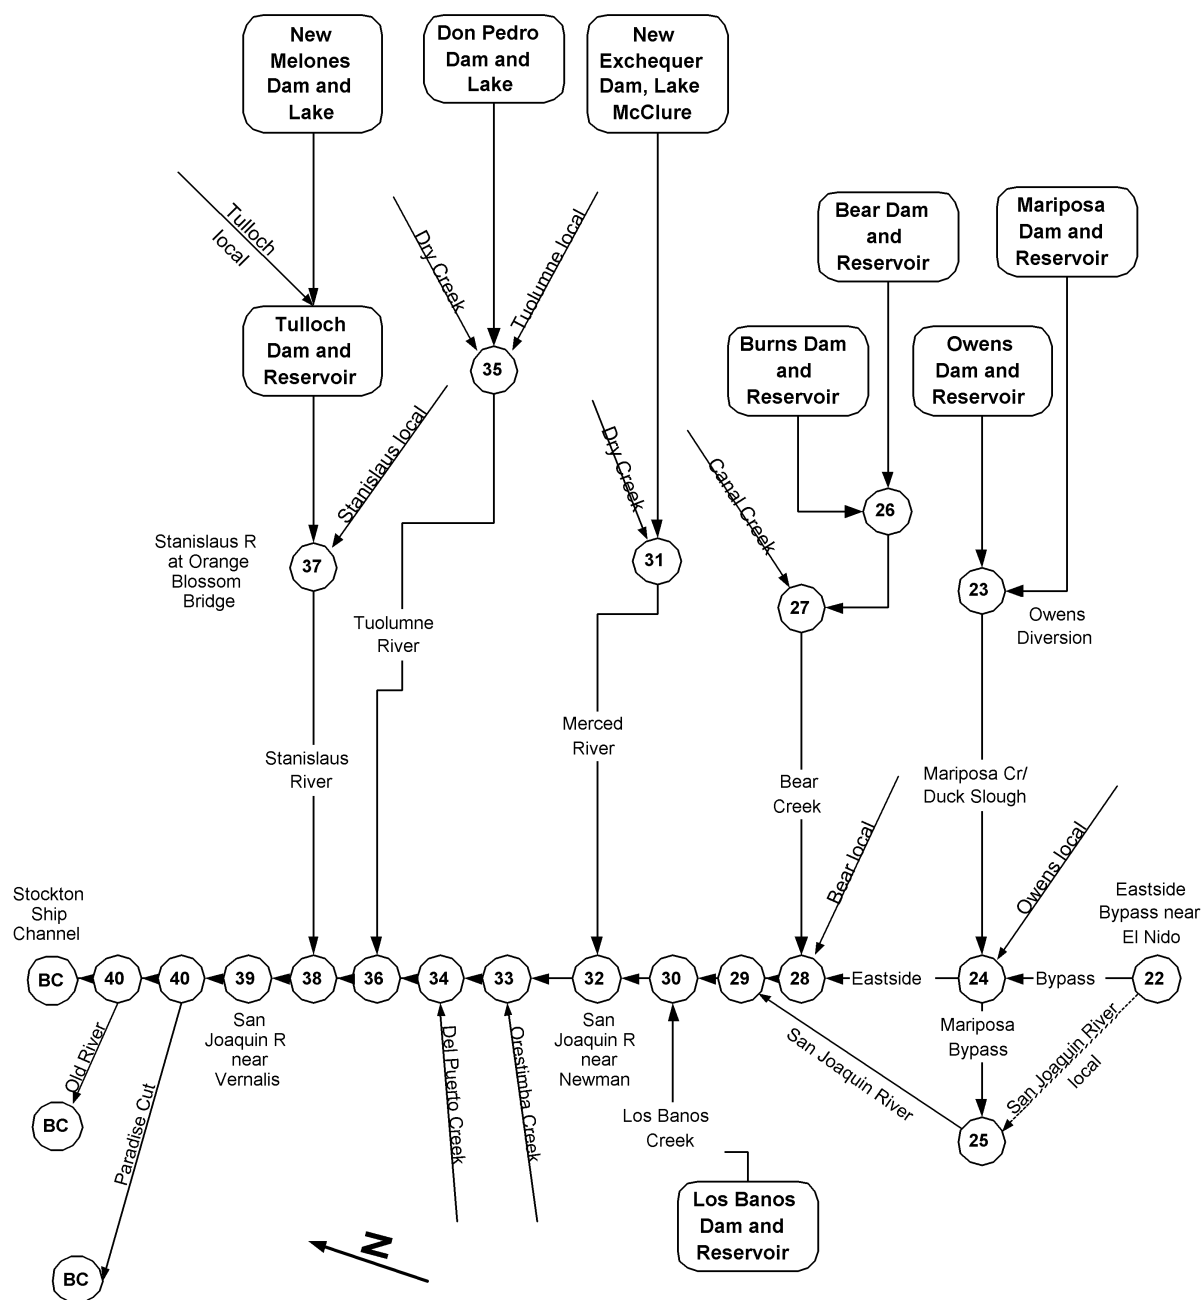 New
Melones
Dam and
Lake
Don Pedro
Dam and
Lake
New
Exchequer
Dam, Lake
McClure
Bear Dam
and
Reservoir
Mariposa
Dam and
Reservoir
Tulloch
local
Dry Creek
Tuolumne local
Tulloch
Dam and
Reservoir
35
Burns Dam
and
Reservoir
Owens
Dam and
Reservoir
Stanislaus local
Dry Creek
Canal Creek
26
Stanislaus R
at Orange
Blossom
Bridge
37
31
27
23
Owens
Diversion
Tuolumne
River
Merced
River
Stanislaus
River
Bear
Creek
Mariposa Cr/
Duck Slough
Bear local
Owens local
Eastside
Bypass near
El Nido
Stockton
Ship
Channel
BC
40
40
39
38
36
34
33
32
30
29
28
Eastside
24
Bypass
22
Old River
Paradise Cut
San
Joaquin R
near
Vernalis
Del Puerto Creek
Orestimba Creek
San
Joaquin R
near
Newman
Los Banos
Creek
San Joaquin River
Mariposa
Bypass
San Joaquin River
local
BC
25
Los Banos
Dam and
Reservoir
N
BC